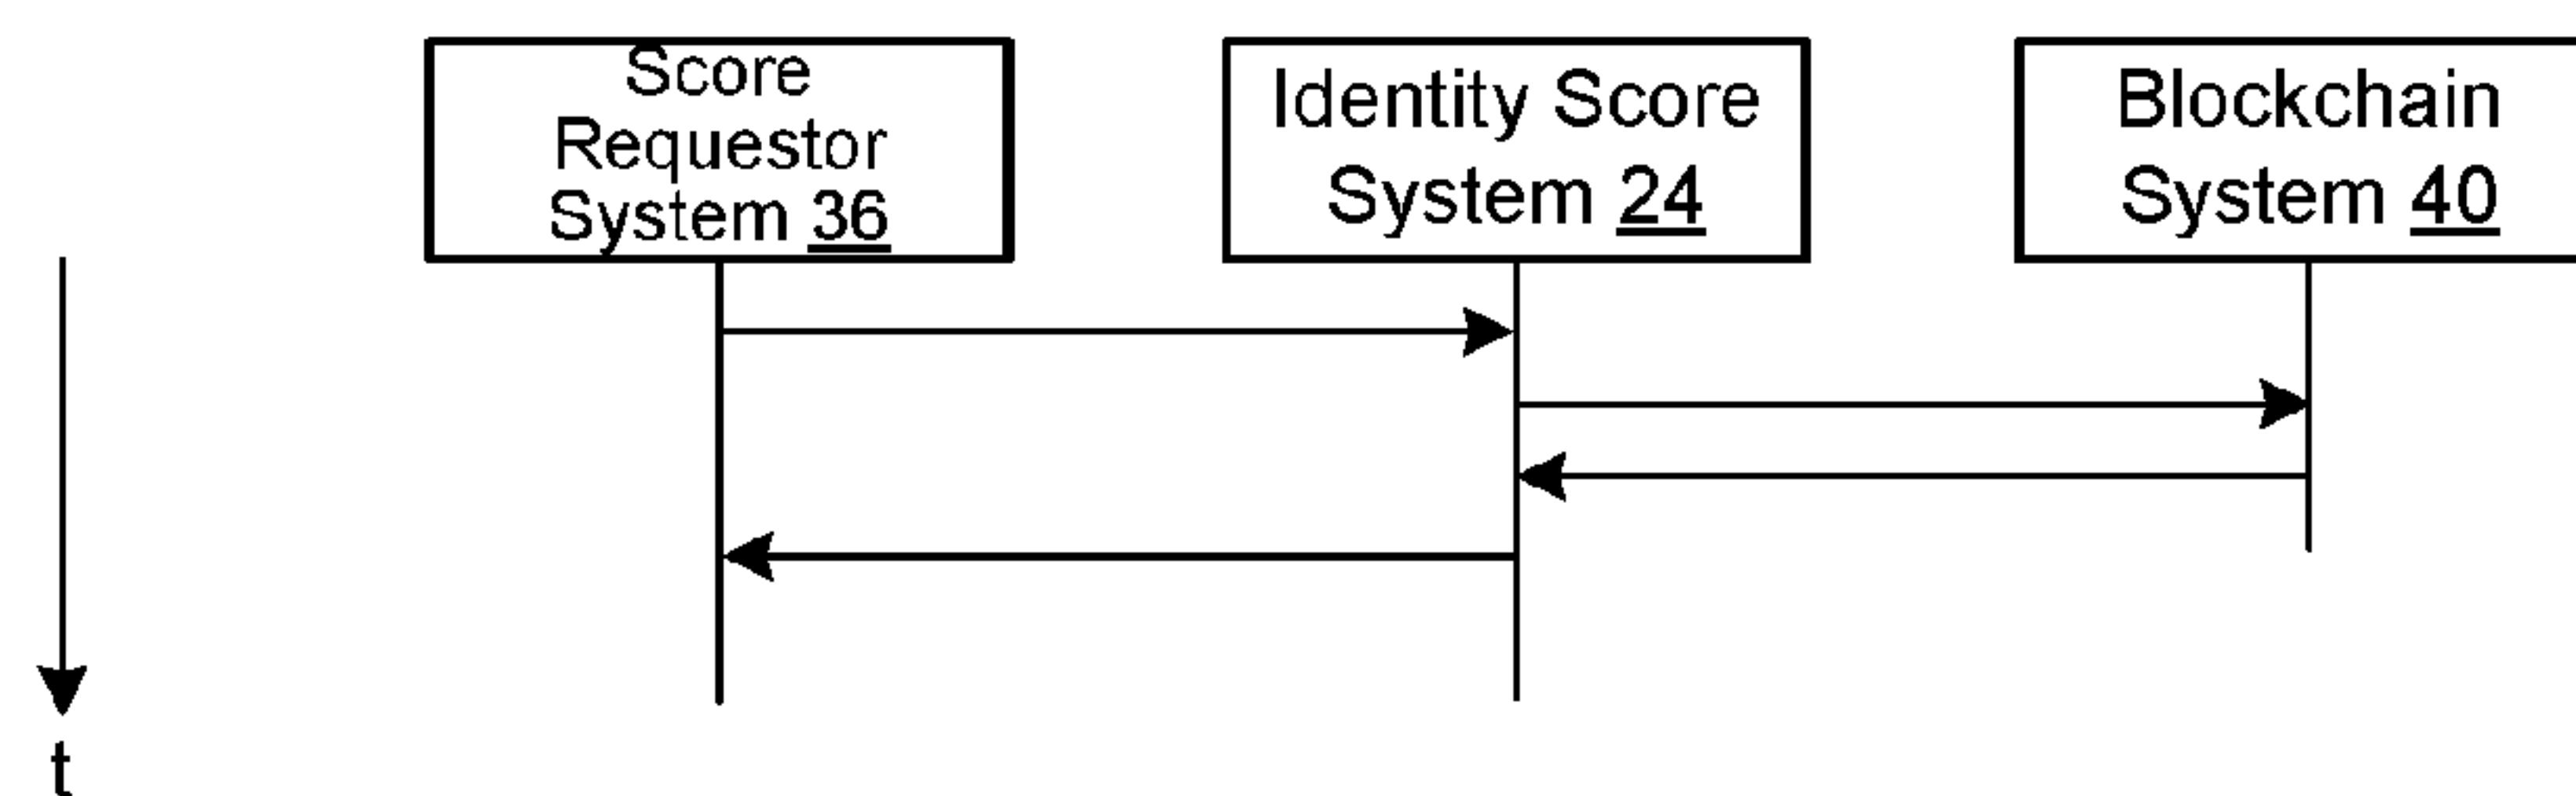 Score
Requestor
System 36
Identity Score
System 24
Blockchain
System 40
t